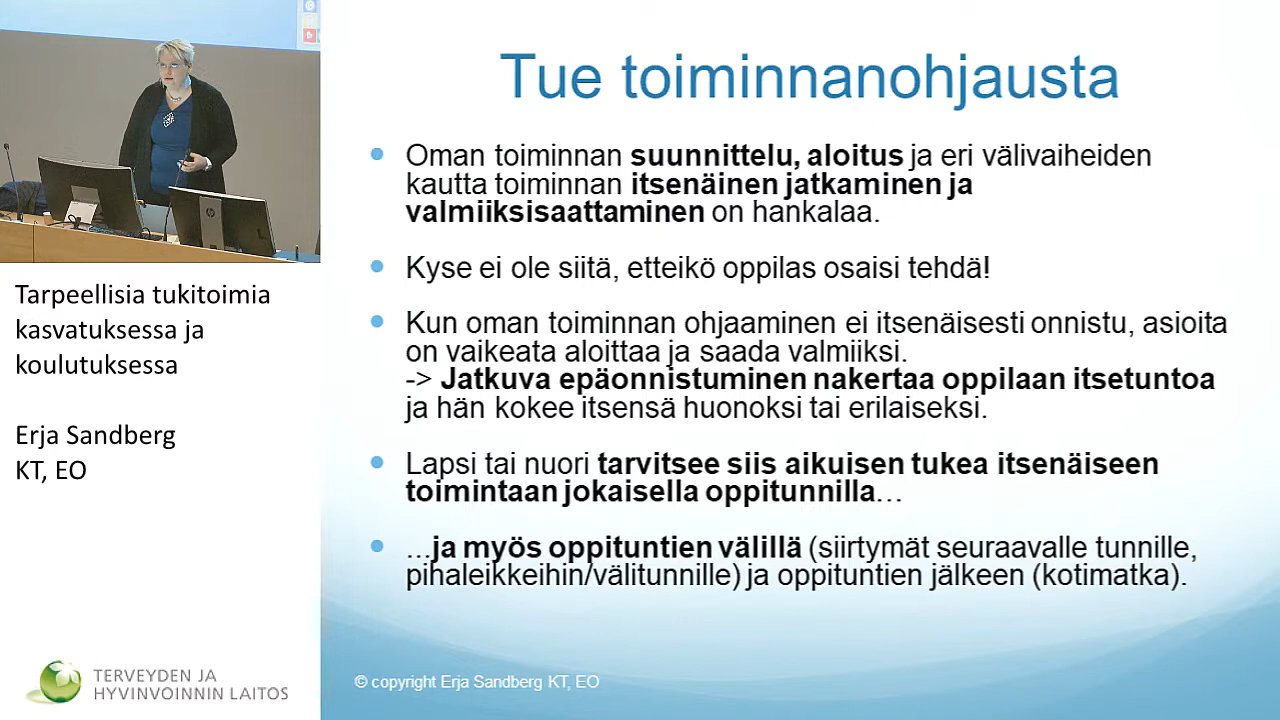 Tue toiminnanohjausta
Oman toiminnan suunnittelu, aloitus ja eri välivaiheiden
kautta toiminnan itsenäinen jatkaminen ja
valmiiksisaattaminen on hankalaa.
Kyse ei ole siitä, etteikö oppilas osaisi tehdä!
Kun oman toiminnan ohjaaminen ei itsenäisesti onnistu, asioita
on vaikeata aloittaa ja saada valmiiksi.
-> Jatkuva epäonnistuminen nakertaa oppilaan itsetuntoa
ja hän kokee itsensä huonoksi tai erilaiseksi.
Lapsi tai nuori tarvitsee siis aikuisen tukea itsenäiseen
toimintaan jokaisella oppitunnilla…
…ja myös oppituntien välillä (siirtymät seuraavalle tunnille,
pihaleikkeihin/välitunnille) ja oppituntien jälkeen (kotimatka).
© copyright Erja Sandberg KT, EO
Tarpeellisia tukitoimia
kasvatuksessa ja
koulutuksessa
Erja Sandberg
KT, EO
TERVEYDEN JA
HYVINVOINNIN LAITOS